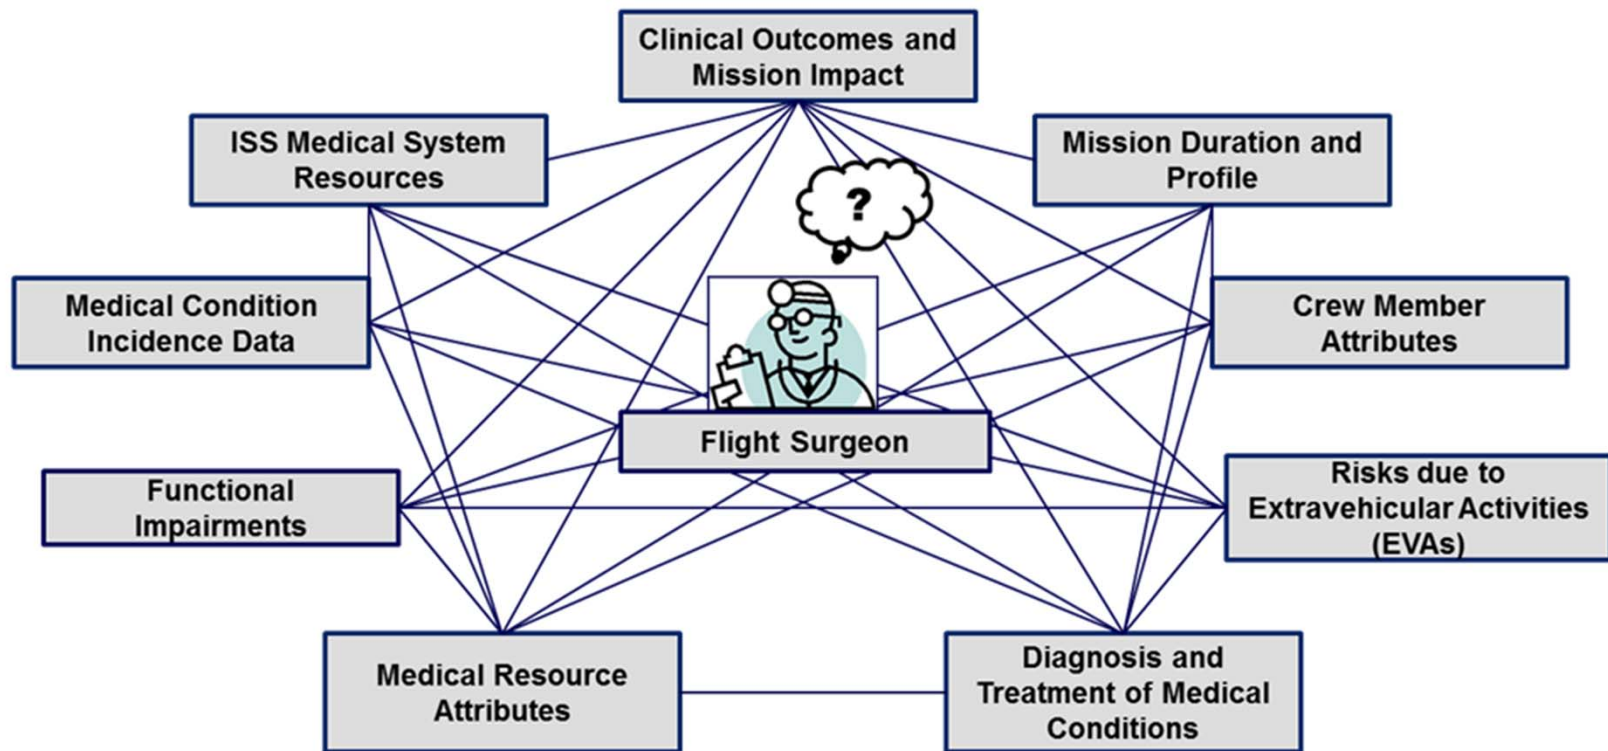 Clinical Outcomes and
Mission Impact
ISS Medical System
Resources
Mission Duration and
Profile
?
Medical Condition
Incidence Data
Crew Member
Attributes
Flight Surgeon
Functional
Impairments
Risks due to
Extravehicular Activities
(EVAs)
Medical Resource
Attributes
Diagnosis and
Treatment of Medical
Conditions